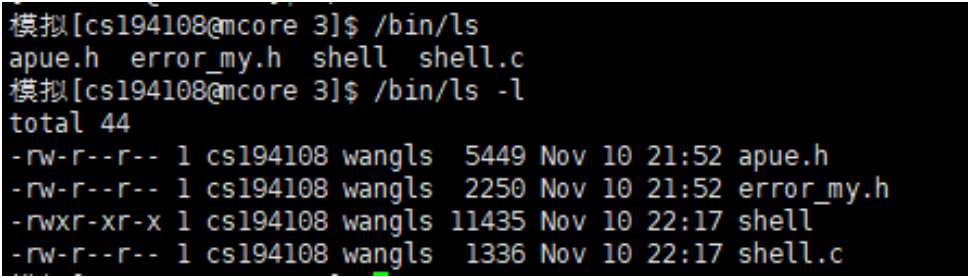 模拟[cs194108@mcore 3]$ /bin/ls
apue.h  error_my.h  shell  shell.c
模拟[cs194108@mcore 3]$ /bin/ls -l
total 44
-rw-r--r-- 1 cs194108 wangls  5449 Nov 10 21:52 apue.h
-rw-r--r-- 1 cs194108 wangls  2250 Nov 10 21:52 error_my.h
-rwxr-xr-x 1 cs194108 wangls 11435 Nov 10 22:17 shell
-rw-r--r-- 1 cs194108 wangls  1336 Nov 10 22:17 shell.c